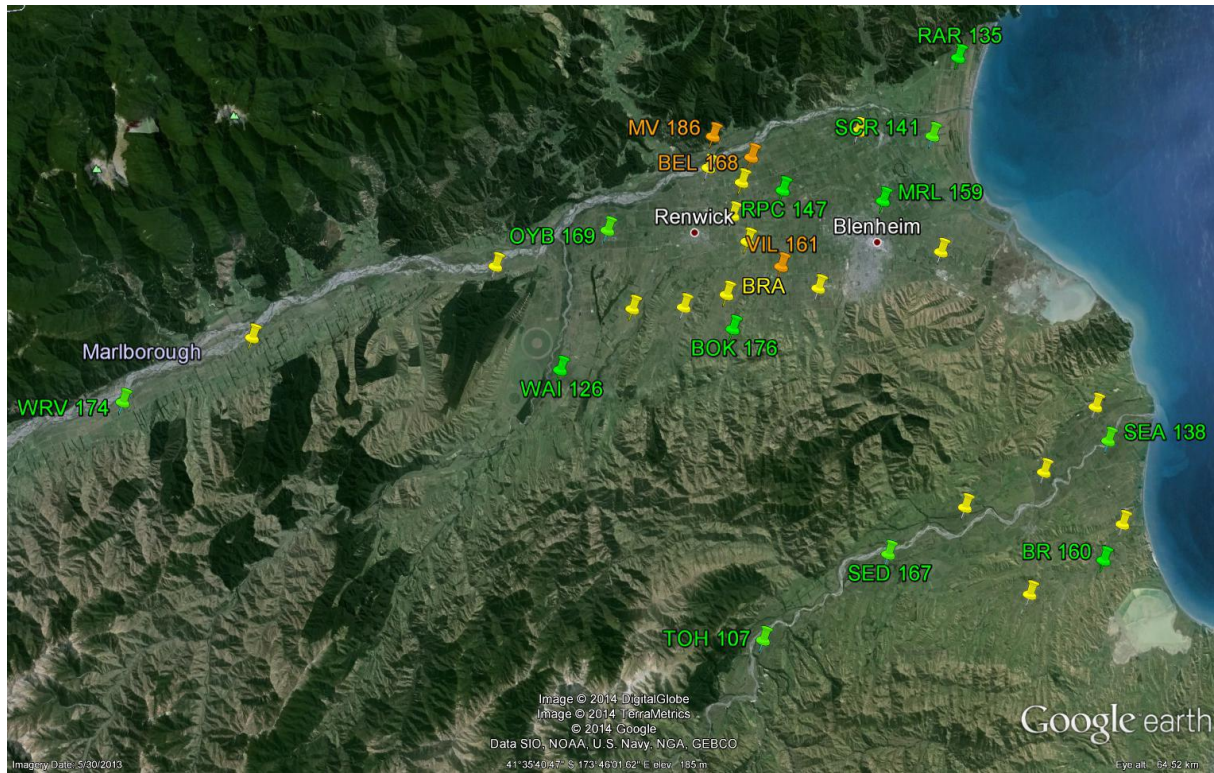 RAR 135
MV 186
SCR 141
BEL 168
MRL 159
RPC 147
Renwick
Blenheim
OYB 169
VIL 161
BRA
BOK 176
Marlborough
WAI 126
WRV 174
SEA 138
BR 160
SED 167
TOH 107
Image © 2014 DigitalGlobe
Image © 2014 TerraMetrics
© 2014 Google
Data SIO, NOAA, U.S. Navy, NGA, GEBCO
Google earth
Imagery Date: 5/30/2013
41°35'40.47" S 173°46'01.62" E elev 185 m
Eye alt 64.52 km